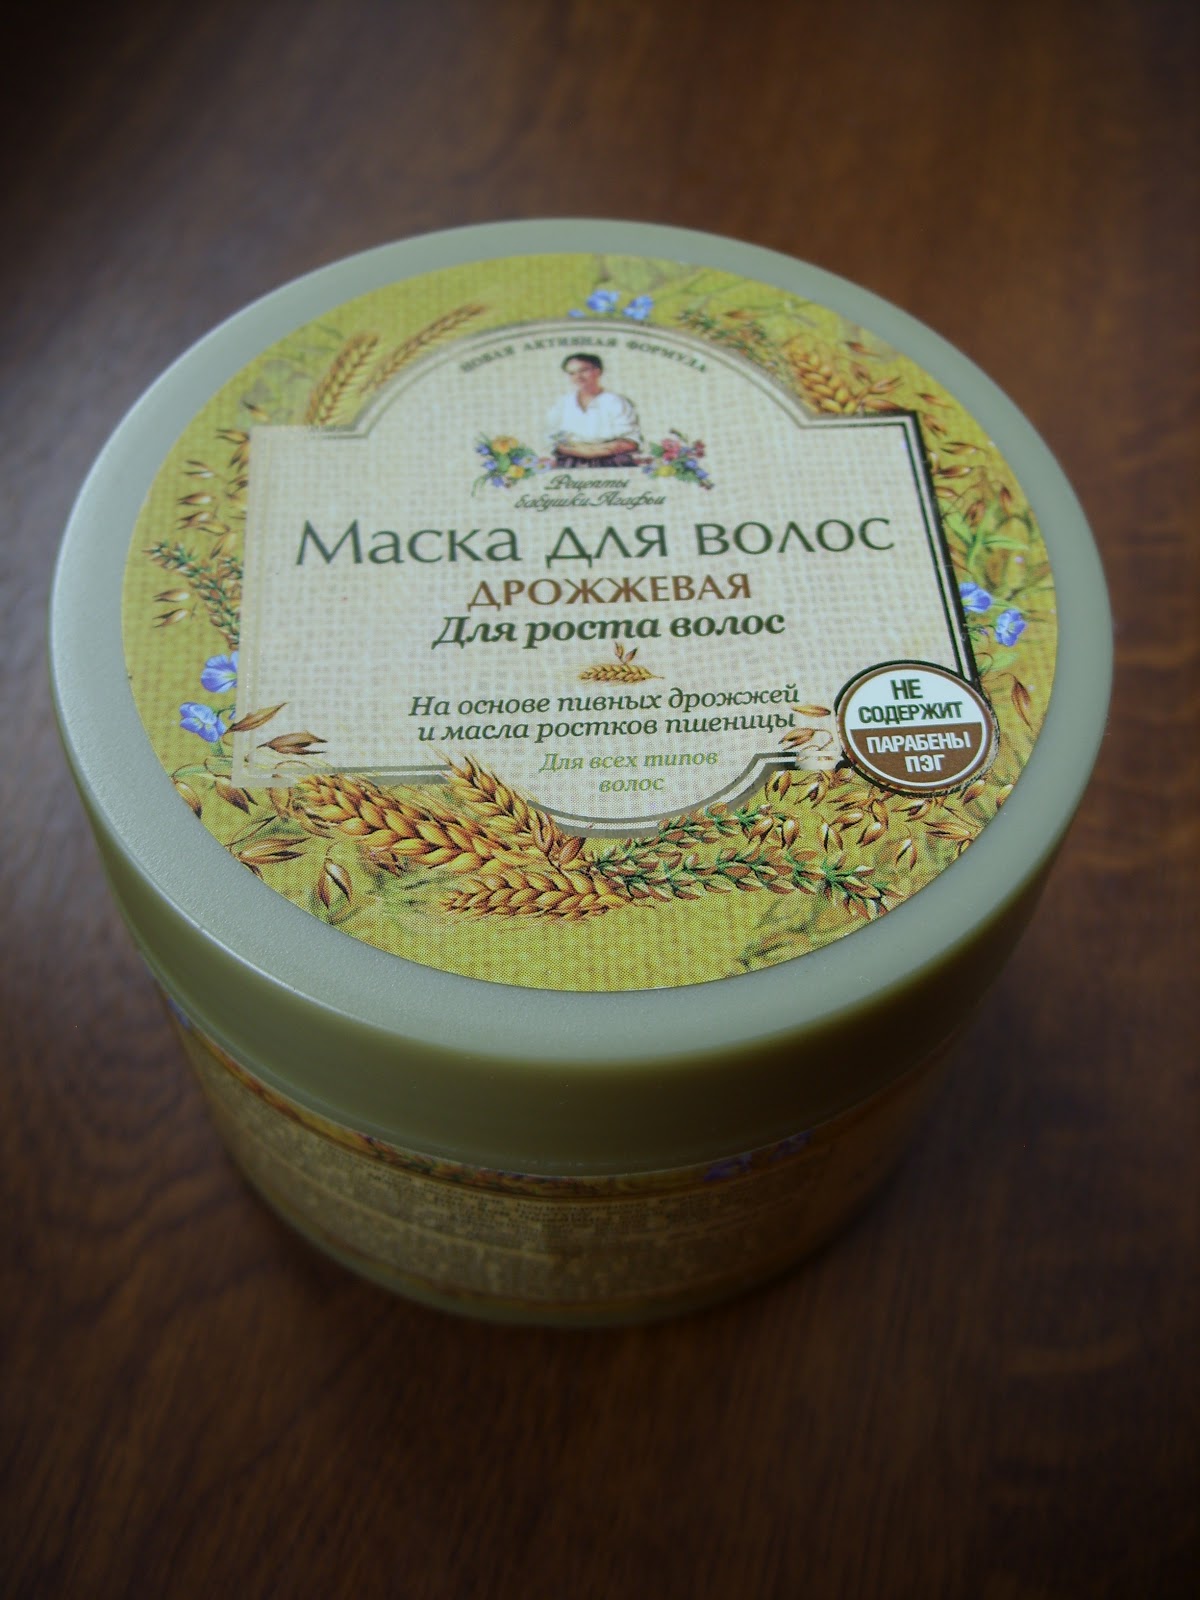 НОВАЯ АКТИВНАЯ ФОРМУЛА
Рецепты
бабушки Агафьи
МАСКА ДЛЯ ВОЛОС
ДРОЖЖЕВАЯ
Для роста волос
На основе пивных дрожжей
и масла ростков пшеницы
Для всех типов
волос
НЕ
СОДЕРЖИТ
ПАРАБЕНЫ
ПЭГ